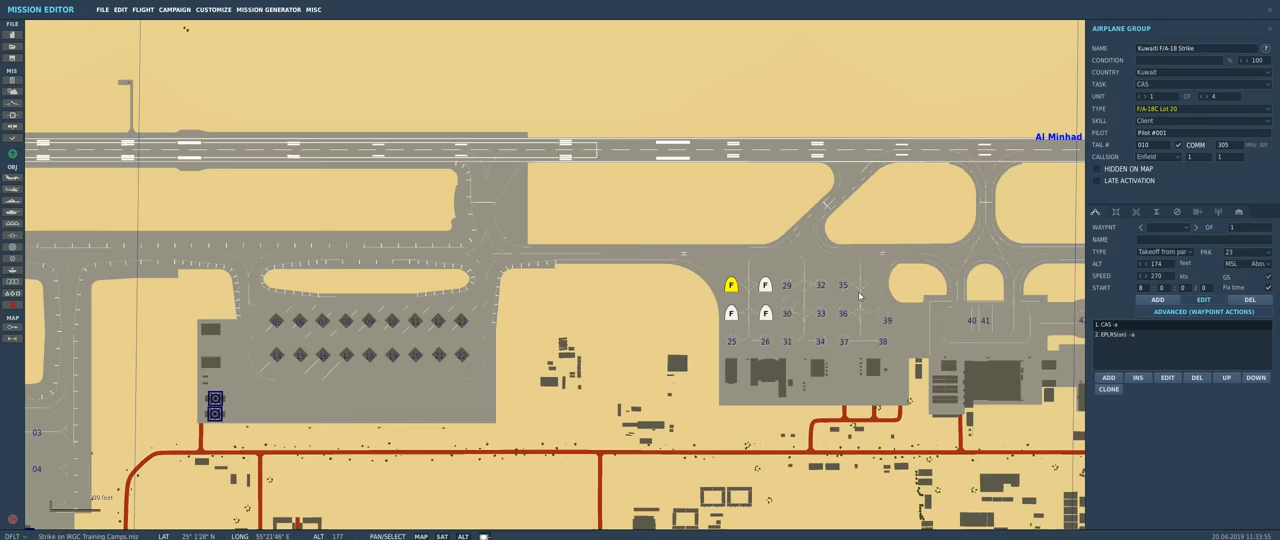 MISSION EDITOR
FILE EDIT FLIGHT CAMPAIGN CUSTOMIZE MISSION GENERATOR MISC
FILE
MIS
OBJ
MAP
Al Minhad
F F 29 32 35
F F 30 33 36
39
40 41
25 26 31 34 37 38
03
04
AIRPLANE GROUP
NAME Kuwaiti F/A-18 Strike ?
CONDITION % < > 100
COUNTRY Kuwait
TASK CAS
UNIT < > 1 OF < > 4
TYPE F/A-18C Lot 20
SKILL Client
PILOT Pilot #001
TAIL # 010 COMM 305 MHz AM
CALLSIGN Enfield 1 1
HIDDEN ON MAP
LATE ACTIVATION
WAYPNT < > OF 1
NAME
TYPE Takeoff from par PRK 23
ALT < > 174 feet MSL Abov
SPEED < > 270 kts GS
START 8 : 0 : 0 / 0 Fix time
ADD EDIT DEL
ADVANCED (WAYPOINT ACTIONS)
1. CAS -a
2. EPLRS(on) -a
ADD INS EDIT DEL UP DOWN
CLONE
DFLT Strike on IRGC Training Camps.miz LAT 25° 1'28" N LONG 55°21'46" E ALT 177 PAN/SELECT MAP SAT ALT 20.04.2019 11:33:55